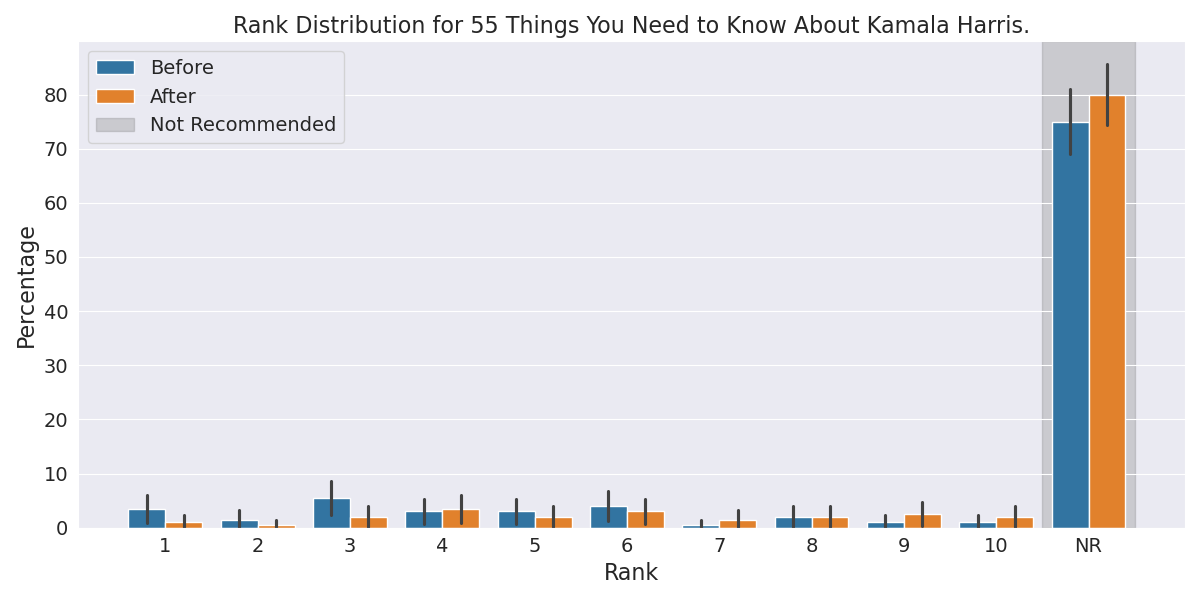 Rank Distribution for 55 Things You Need to Know About Kamala Harris.
Before
After
Not Recommended
Percentage
80
70
60
50
40
30
20
10
0
1 2 3 4 5 6 7 8 9 10 NR
Rank